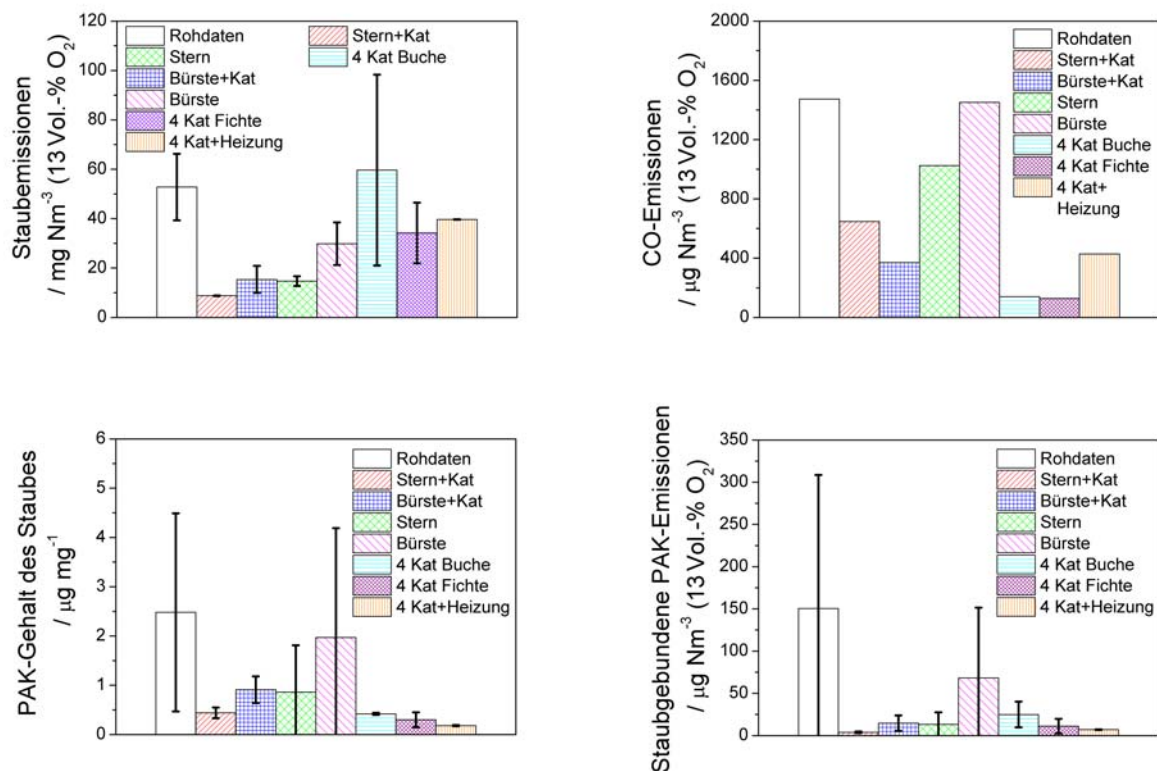 Staubemissionen
/ mg Nm⁻³ (13 Vol.-% O₂)
120
100
80
60
40
20
0
Rohdaten
Stern+Kat
Stern
4 Kat Buche
Bürste+Kat
Bürste
4 Kat Fichte
4 Kat+Heizung
CO-Emissionen
/ µg Nm⁻³ (13 Vol.-% O₂)
2000
1600
1200
800
400
0
Rohdaten
Stern+Kat
Bürste+Kat
Stern
Bürste
4 Kat Buche
4 Kat Fichte
4 Kat+
Heizung
PAK-Gehalt des Staubes
/ µg mg⁻¹
6
5
4
3
2
1
0
Rohdaten
Stern+Kat
Bürste+Kat
Stern
Bürste
4 Kat Buche
4 Kat Fichte
4 Kat+Heizung
Staubgebundene PAK-Emissionen
/ µg Nm⁻³ (13 Vol.-% O₂)
350
300
250
200
150
100
50
0
Rohdaten
Stern+Kat
Bürste+Kat
Stern
Bürste
4 Kat Buche
4 Kat Fichte
4 Kat+Heizung